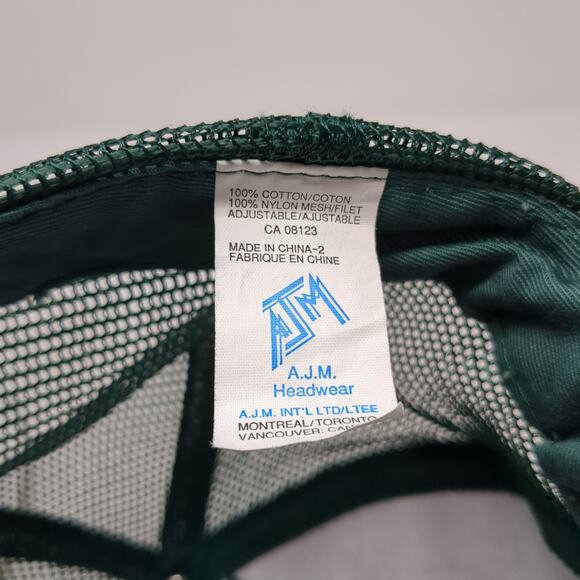 100% COTTON/COTON
100% NYLON MESH/FILET
ADJUSTABLE/AJUSTABLE
CA 08123
MADE IN CHINA-2
FABRIQUE EN CHINE
AJM
A.J.M.
Headwear
A.J.M. INT'L LTD/LTEE
MONTREAL/TORONTO
VANCOUVER: